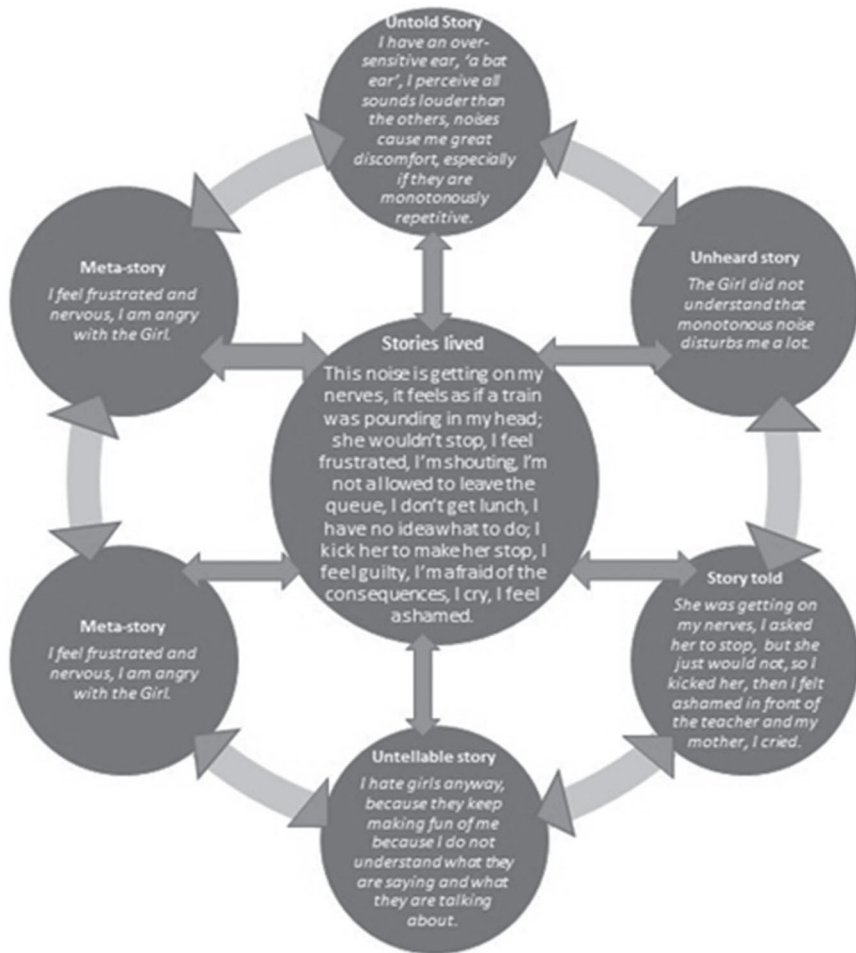 Untold Story
I have an over-
sensitive ear, ‘a bat
ear’, I perceive all
sounds louder than
the others, noises
cause me great
discomfort, especially
if they are
monotonously
repetitive.
Unheard story
The Girl did not
understand that
monotonous noise
disturbs me a lot.
Story told
She was getting on
my nerves, I asked
her to stop, but she
just would not, so I
kicked her, then I felt
ashamed in front of
the teacher and my
mother, I cried.
Untellable story
I hate girls anyway,
because they keep
making fun of me
because I do not
understand what they
are saying and what
they are talking
about.
Meta-story
I feel frustrated and
nervous, I am angry
with the Girl.
Meta-story
I feel frustrated and
nervous, I am angry
with the Girl.
Stories lived
This noise is getting on my
nerves, it feels as if a train
was pounding in my head;
she wouldn’t stop, I feel
frustrated, I’m shouting, I’m
not allowed to leave the
queue, I don’t get lunch, I
have no idea what to do; I
kick her to make her stop, I
feel guilty, I’m afraid of the
consequences, I cry, I feel
ashamed.